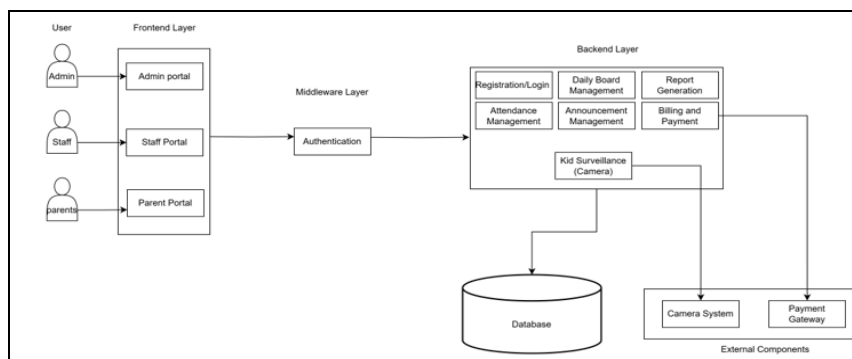 User
Frontend Layer
Backend Layer
Admin
Admin portal
Middleware Layer
Registration/Login
Daily Board
Management
Report
Generation
Attendance
Management
Announcement
Management
Billing and
Payment
Staff
Staff Portal
Authentication
Kid Surveillance
(Camera)
parents
Parent Portal
Database
Camera System
Payment
Gateway
External Components